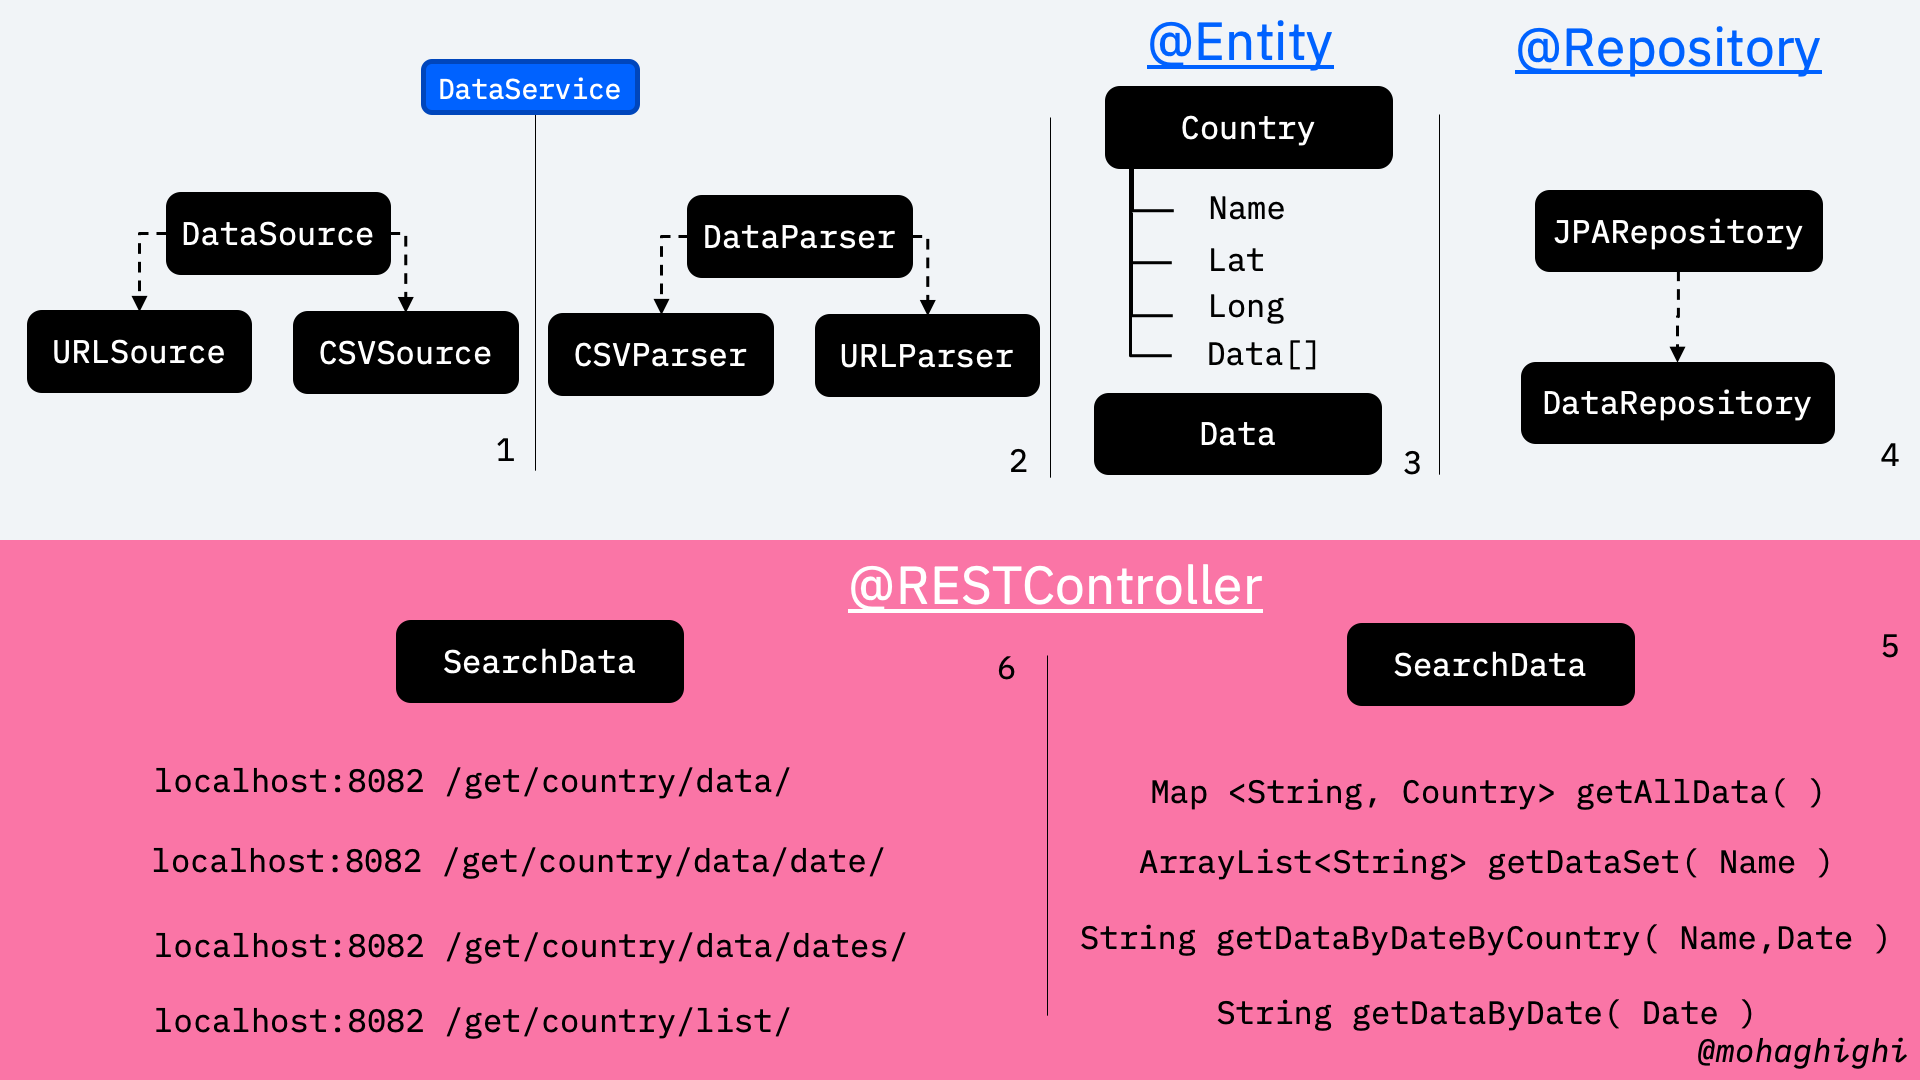 DataService
DataSource
URLSource
CSVSource
1
DataParser
CSVParser
URLParser
2
@Entity
Country
Name
Lat
Long
Data[]
Data
3
@Repository
JPARepository
DataRepository
4
@RESTController
SearchData
6
localhost:8082 /get/country/data/
localhost:8082 /get/country/data/date/
localhost:8082 /get/country/data/dates/
localhost:8082 /get/country/list/
SearchData
5
Map <String, Country> getAllData( )
ArrayList<String> getDataSet( Name )
String getDataByDateByCountry( Name,Date )
String getDataByDate( Date )
@mohaghighi